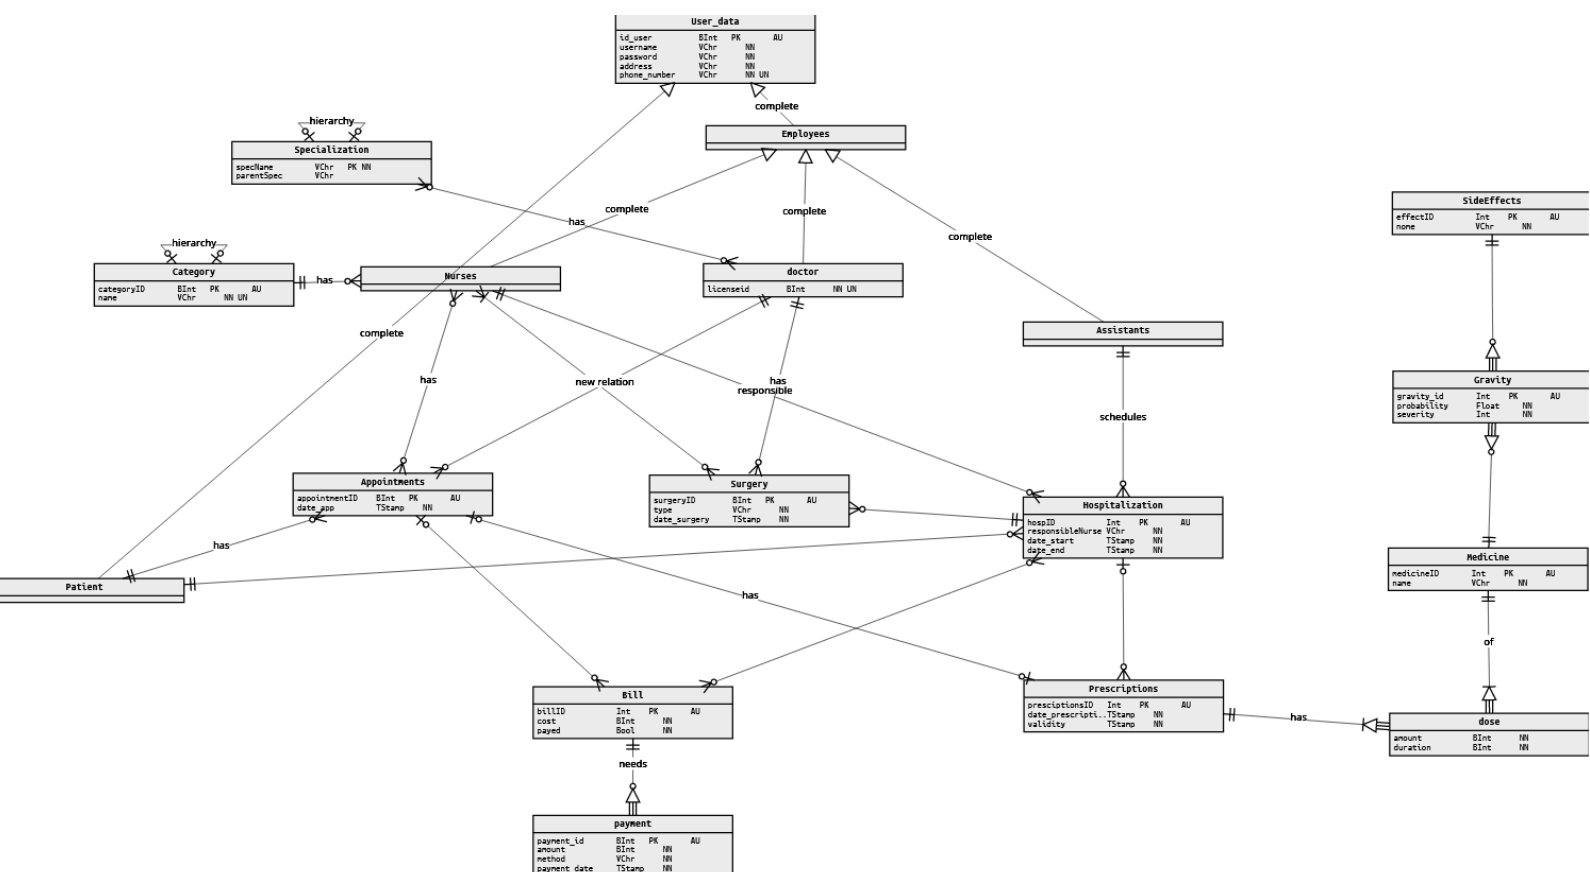 User_data
id_user BInt PK AU
username VChr NN
password VChr NN
address VChr NN
phone_number VChr NN UN
complete
Employees
hierarchy
Specialization
specName VChr PK NN
parentSpec VChr
complete
complete
has
complete
SideEffects
effectID Int PK AU
nome VChr NN
hierarchy
Category
categoryID BInt PK AU
name VChr NN UN
has
Nurses
doctor
licenseid BInt NN UN
Assistants
complete
has
new relation
has
responsible
schedules
Gravity
gravity_id Int PK AU
probability Float NN
severity Int NN
Appointments
appointmentID BInt PK AU
date_app TStamp NN
Surgery
surgeryID BInt PK AU
type VChr NN
date_surgery TStamp NN
Hospitalization
hospID Int PK AU
responsibleNurse VChr NN
date_start TStamp NN
date_end TStamp NN
has
Patient
Medicine
medicineID Int PK AU
name VChr NN
has
of
Bill
billID Int PK AU
cost BInt NN
payed Bool NN
Prescriptions
presciptionsID Int PK AU
date_prescripti..TStamp NN
validity TStamp NN
has
dose
amount BInt NN
duration BInt NN
needs
payment
payment_id BInt PK AU
amount BInt NN
method VChr NN
payment_date TStamp NN